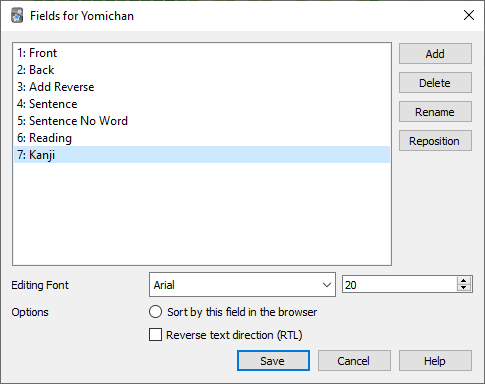 Fields for Yomichan
1: Front
2: Back
3: Add Reverse
4: Sentence
5: Sentence No Word
6: Reading
7: Kanji
Add
Delete
Rename
Reposition
Editing Font
Arial
20
Options
Sort by this field in the browser
Reverse text direction (RTL)
Save
Cancel
Help